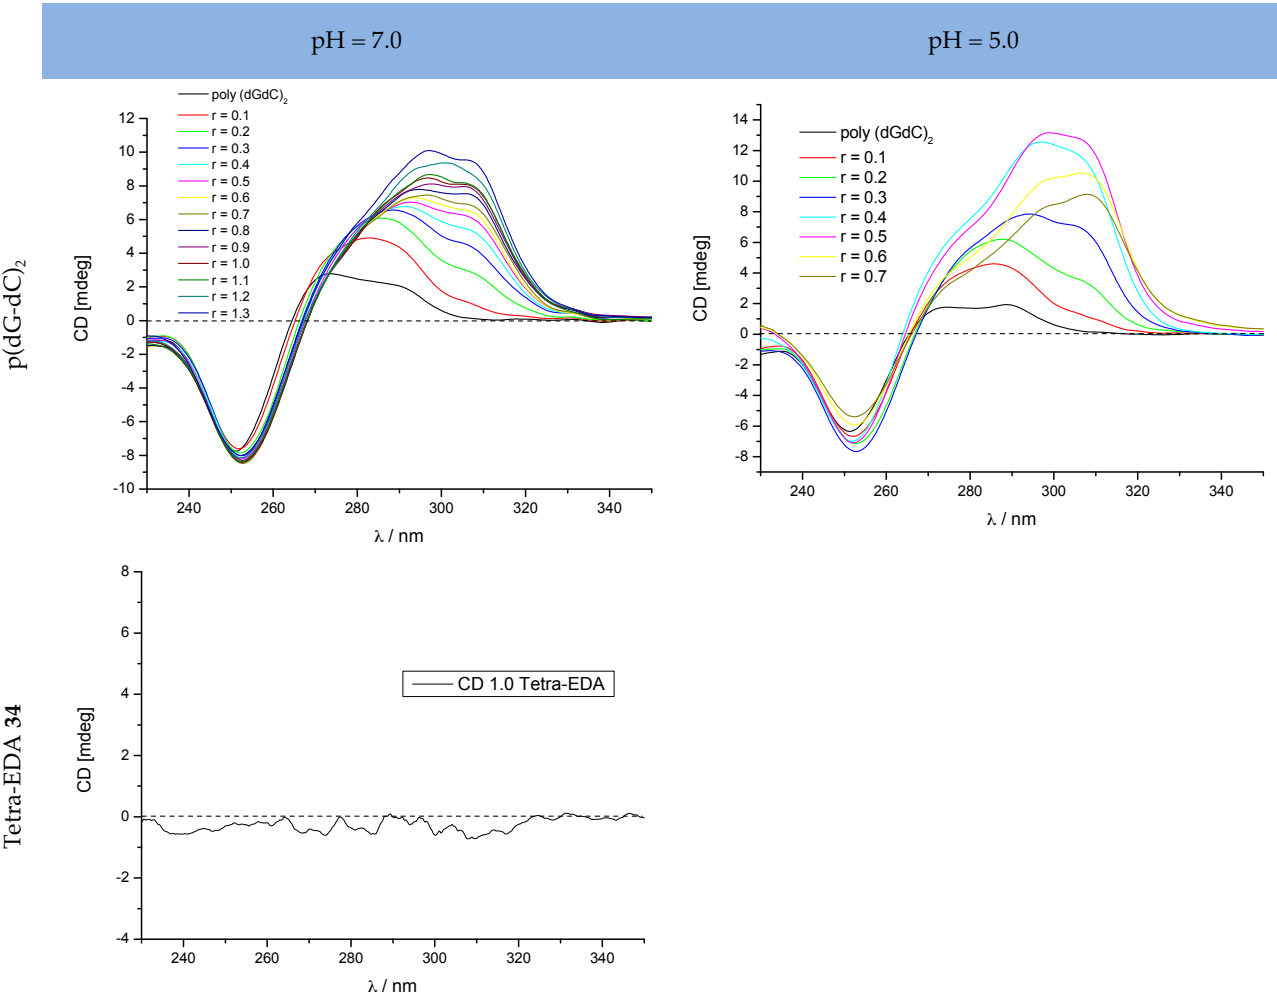 pH = 7.0
pH = 5.0
p(dG-dC)2
poly (dGdC)2
r = 0.1
r = 0.2
r = 0.3
r = 0.4
r = 0.5
r = 0.6
r = 0.7
r = 0.8
r = 0.9
r = 1.0
r = 1.1
r = 1.2
r = 1.3
12
10
8
6
4
2
0
-2
-4
-6
-8
-10
CD [mdeg]
240
260
280
300
320
340
λ / nm
poly (dGdC)2
r = 0.1
r = 0.2
r = 0.3
r = 0.4
r = 0.5
r = 0.6
r = 0.7
14
12
10
8
6
4
2
0
-2
-4
-6
-8
CD [mdeg]
240
260
280
300
320
340
λ / nm
Tetra-EDA 34
CD 1.0 Tetra-EDA
8
6
4
2
0
-2
-4
CD [mdeg]
240
260
280
300
320
340
λ / nm